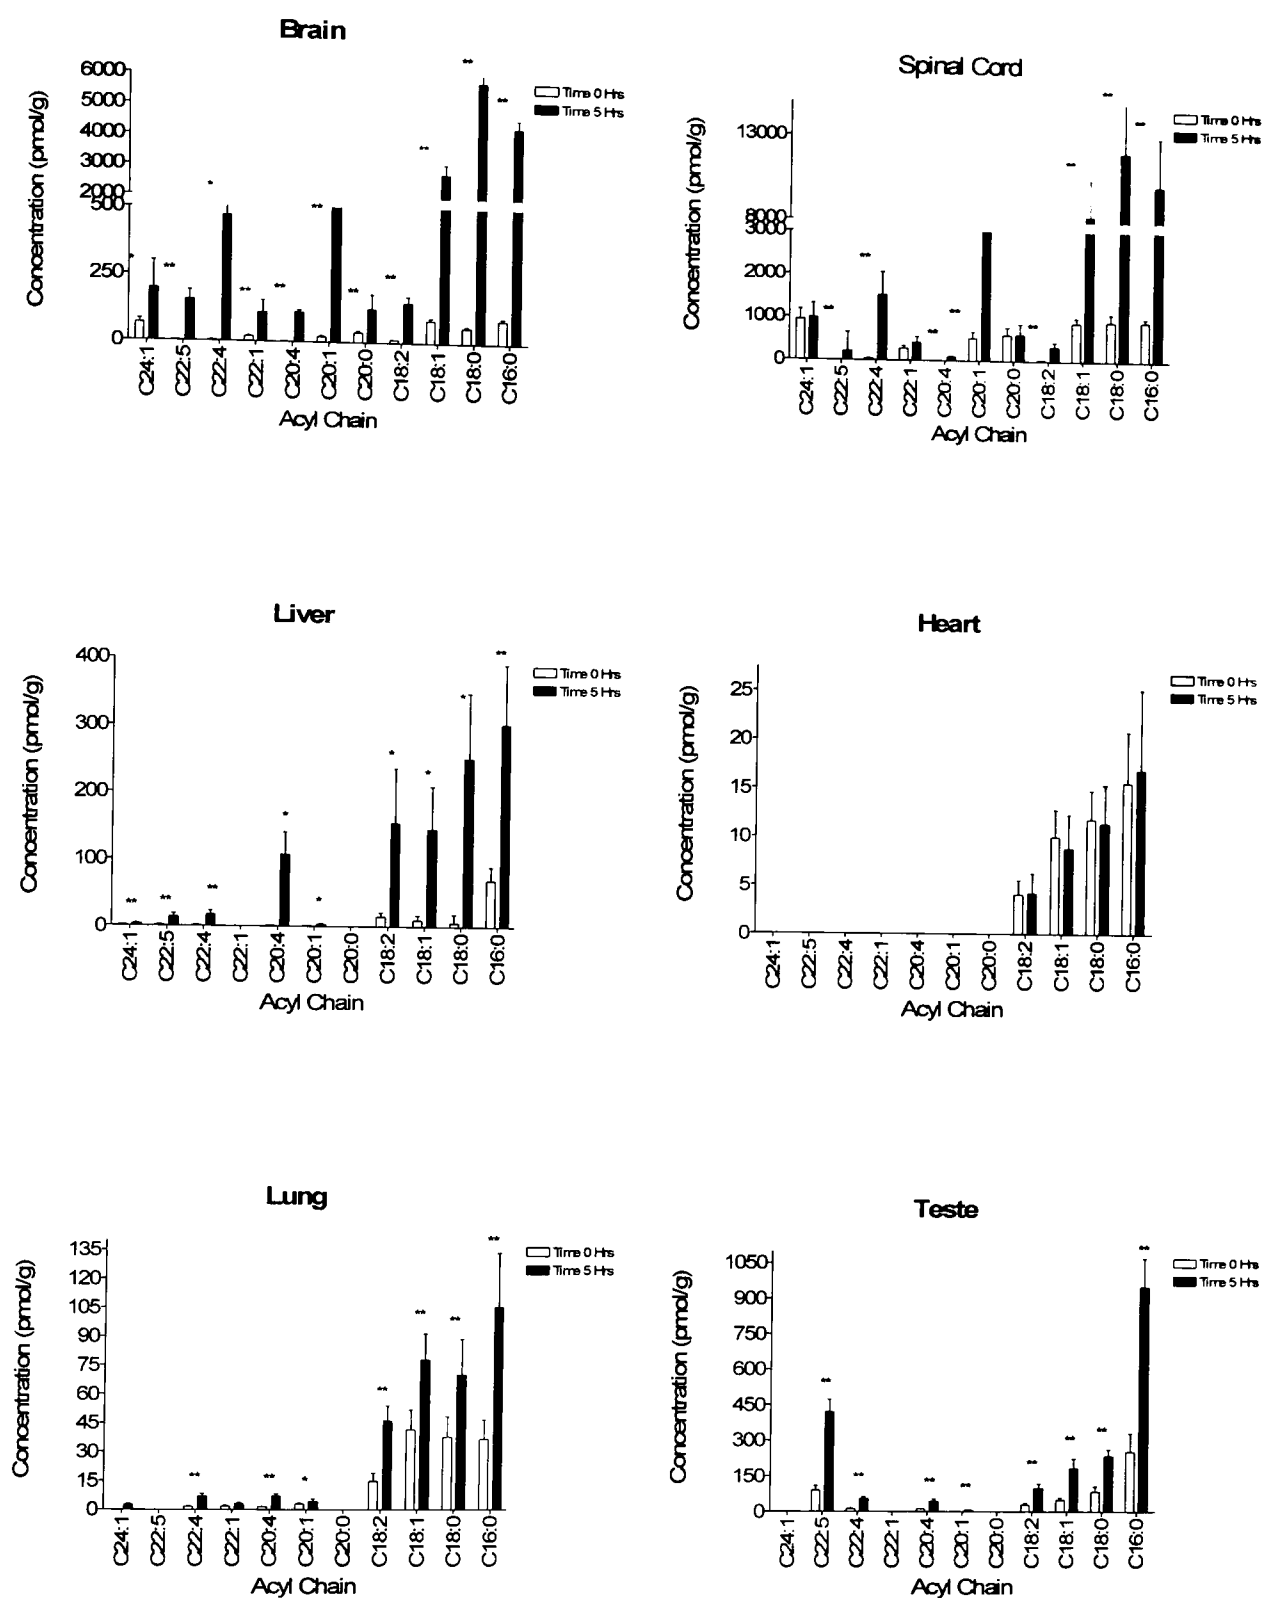 Brain
Concentration (pmol/g)
6000
5000
4000
3000
2000
500
250
0
** ** ** * ** * ** ** ** ** **
Time 0 Hrs
Time 5 Hrs
C24:1 C22:5 C22:4 C22:1 C20:4 C20:1 C20:0 C18:2 C18:1 C18:0 C16:0
Acyl Chain
Spinal Cord
Concentration (pmol/g)
13000
8000
3000
2000
1000
0
** ** ** ** ** ** ** ** **
Time 0 Hrs
Time 5 Hrs
C24:1 C22:5 C22:4 C22:1 C20:4 C20:1 C20:0 C18:2 C18:1 C18:0 C16:0
Acyl Chain
Liver
Concentration (pmol/g)
400
300
200
100
0
** ** ** * * * * * **
Time 0 Hrs
Time 5 Hrs
C24:1 C22:5 C22:4 C22:1 C20:4 C20:1 C20:0 C18:2 C18:1 C18:0 C16:0
Acyl Chain
Heart
Concentration (pmol/g)
25
20
15
10
5
0
Time 0 Hrs
Time 5 Hrs
C24:1 C22:5 C22:4 C22:1 C20:4 C20:1 C20:0 C18:2 C18:1 C18:0 C16:0
Acyl Chain
Lung
Concentration (pmol/g)
135
120
105
90
75
60
45
30
15
0
** ** * ** ** ** **
Time 0 Hrs
Time 5 Hrs
C24:1 C22:5 C22:4 C22:1 C20:4 C20:1 C20:0 C18:2 C18:1 C18:0 C16:0
Acyl Chain
Teste
Concentration (pmol/g)
1050
900
750
600
450
300
150
0
** ** ** ** ** ** ** **
Time 0 Hrs
Time 5 Hrs
C24:1 C22:5 C22:4 C22:1 C20:4 C20:1 C20:0 C18:2 C18:1 C18:0 C16:0
Acyl Chain